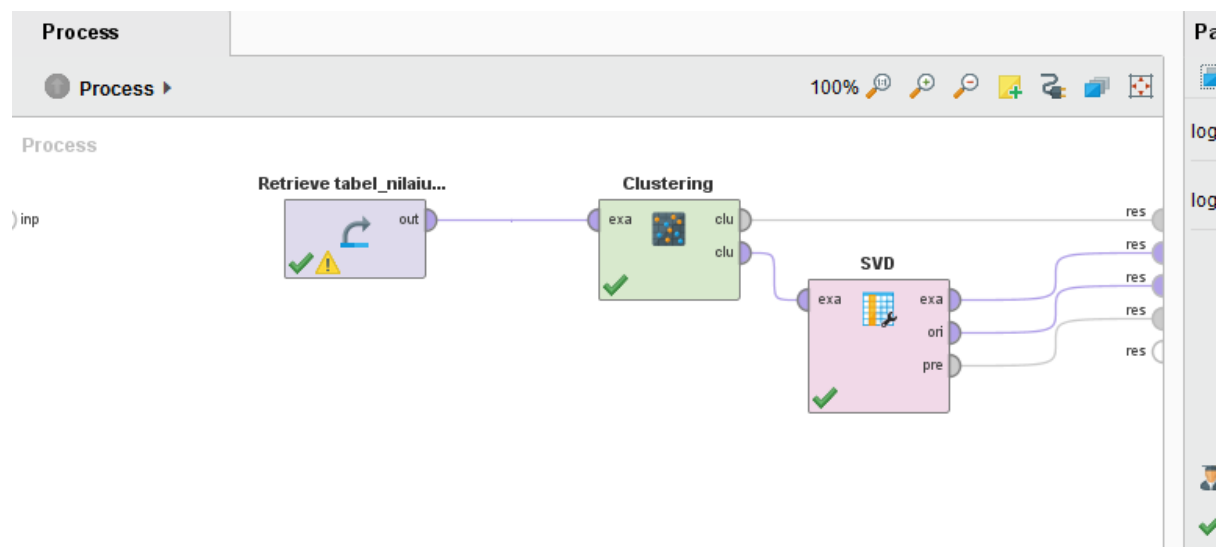 Process
Pa
Process
100%
Process
log
log
Retrieve tabel_nilaiu...
Clustering
inp
out
exa
clu
clu
res
res
res
res
res
SVD
exa
exa
ori
pre